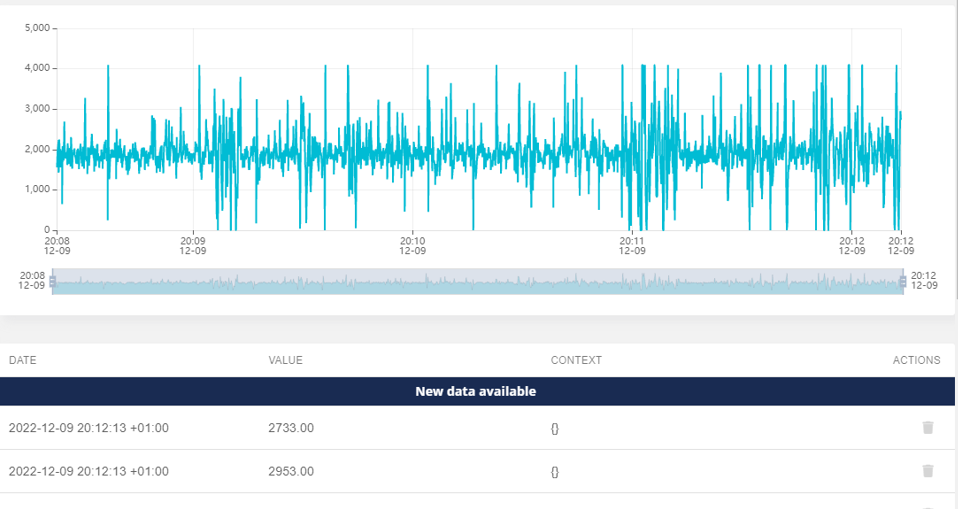 5,000
4,000
3,000
2,000
1,000
0
20:08 20:09 20:10 20:11 20:12 20:12
12-09 12-09 12-09 12-09 12-09 12-09
20:08 20:12
12-09 12-09
DATE VALUE CONTEXT ACTIONS
New data available
2022-12-09 20:12:13 +01:00 2733.00 {}
2022-12-09 20:12:13 +01:00 2953.00 {}